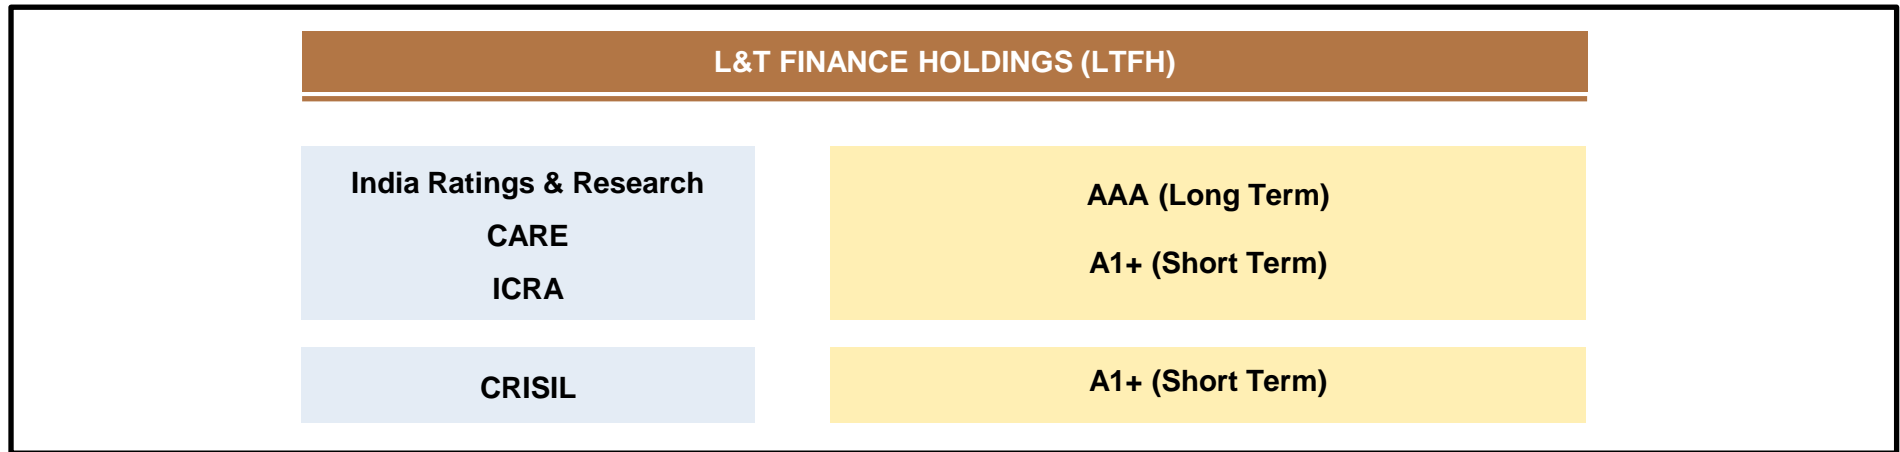 L&T FINANCE HOLDINGS (LTFH)
India Ratings & Research
CARE
ICRA
AAA (Long Term)
A1+ (Short Term)
CRISIL
A1+ (Short Term)